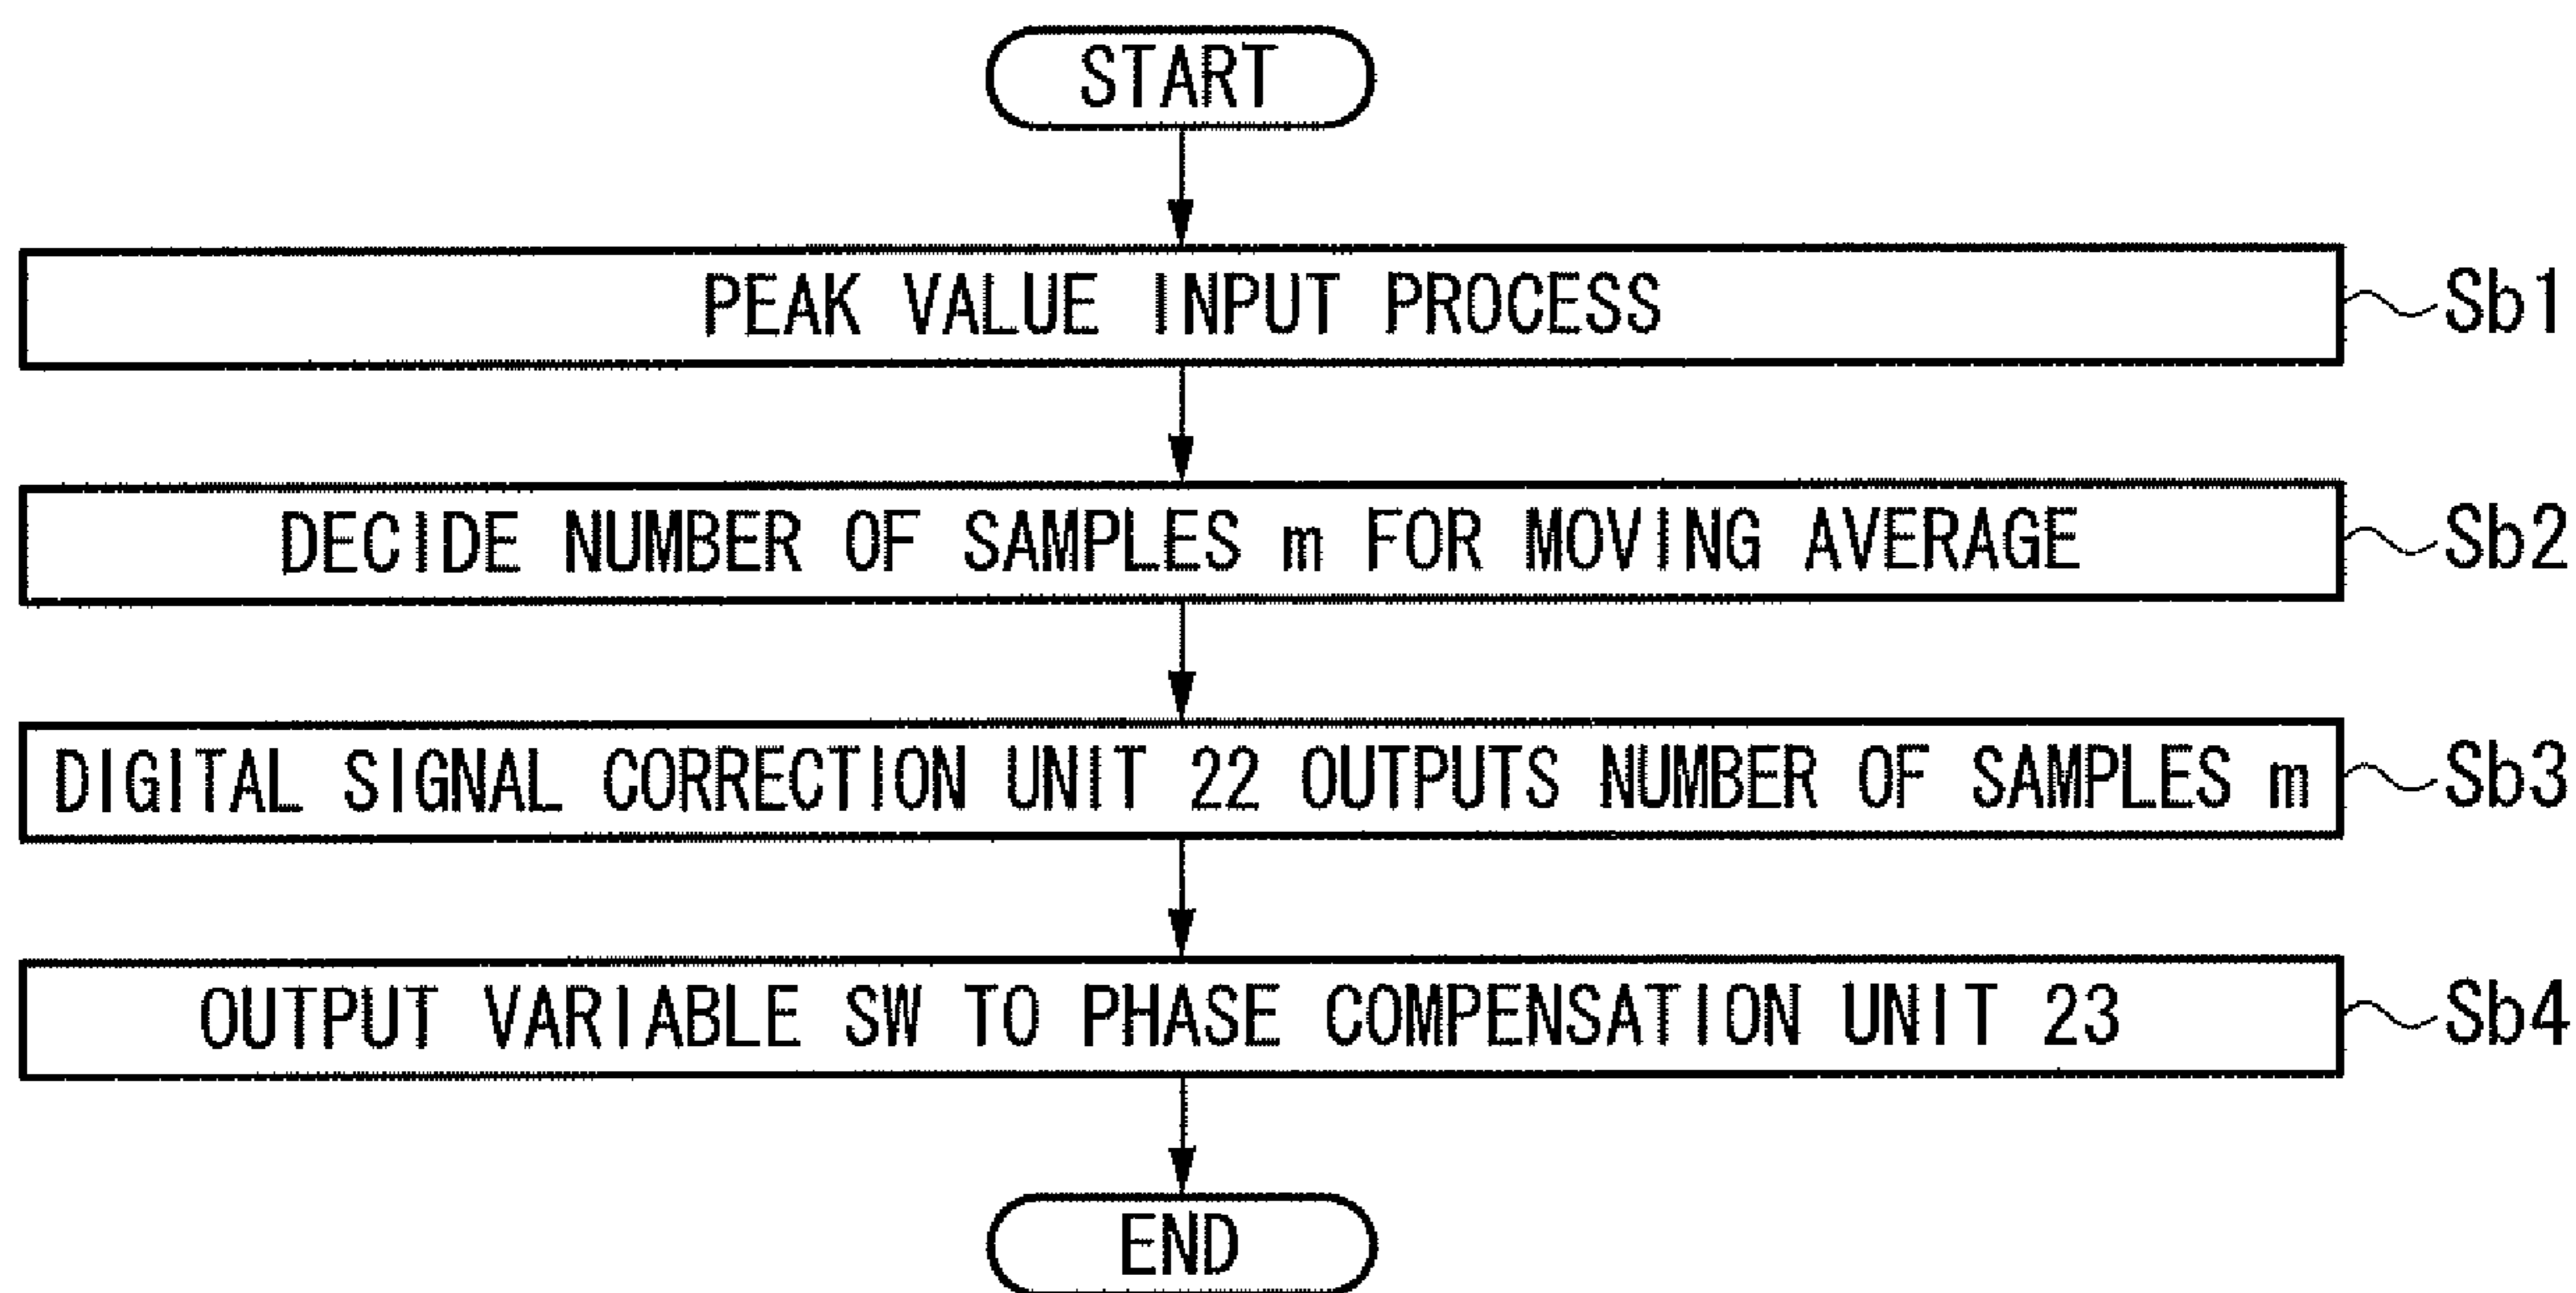 START
PEAK VALUE INPUT PROCESS
Sb1
DECIDE NUMBER OF SAMPLES m FOR MOVING AVERAGE
Sb2
DIGITAL SIGNAL CORRECTION UNIT 22 OUTPUTS NUMBER OF SAMPLES m
Sb3
OUTPUT VARIABLE SW TO PHASE COMPENSATION UNIT 23
Sb4
END